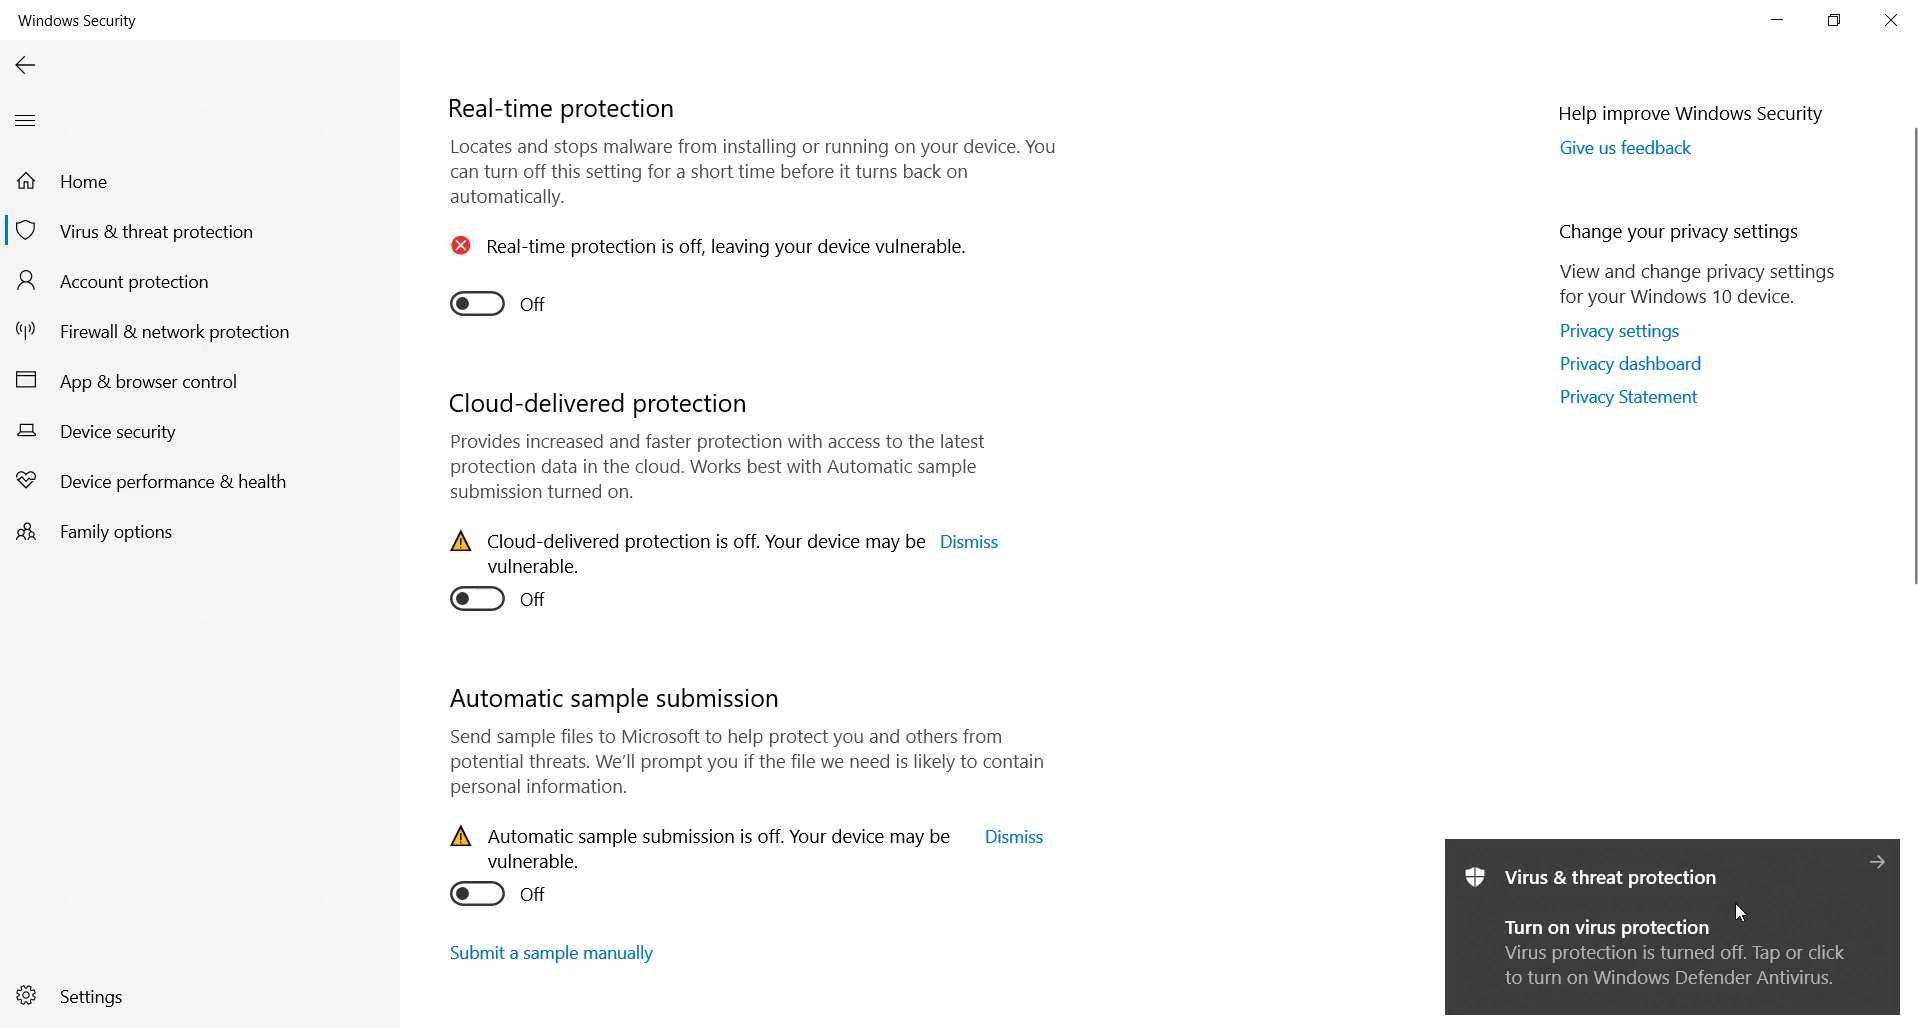 Windows Security
Home
Virus & threat protection
Account protection
Firewall & network protection
App & browser control
Device security
Device performance & health
Family options
Settings
Real-time protection
Locates and stops malware from installing or running on your device. You
can turn off this setting for a short time before it turns back on
automatically.
Real-time protection is off, leaving your device vulnerable.
Off
Cloud-delivered protection
Provides increased and faster protection with access to the latest
protection data in the cloud. Works best with Automatic sample
submission turned on.
Cloud-delivered protection is off. Your device may be Dismiss
vulnerable.
Off
Automatic sample submission
Send sample files to Microsoft to help protect you and others from
potential threats. We'll prompt you if the file we need is likely to contain
personal information.
Automatic sample submission is off. Your device may be Dismiss
vulnerable.
Off
Submit a sample manually
Help improve Windows Security
Give us feedback
Change your privacy settings
View and change privacy settings
for your Windows 10 device.
Privacy settings
Privacy dashboard
Privacy Statement
Virus & threat protection
Turn on virus protection
Virus protection is turned off. Tap or click
to turn on Windows Defender Antivirus.